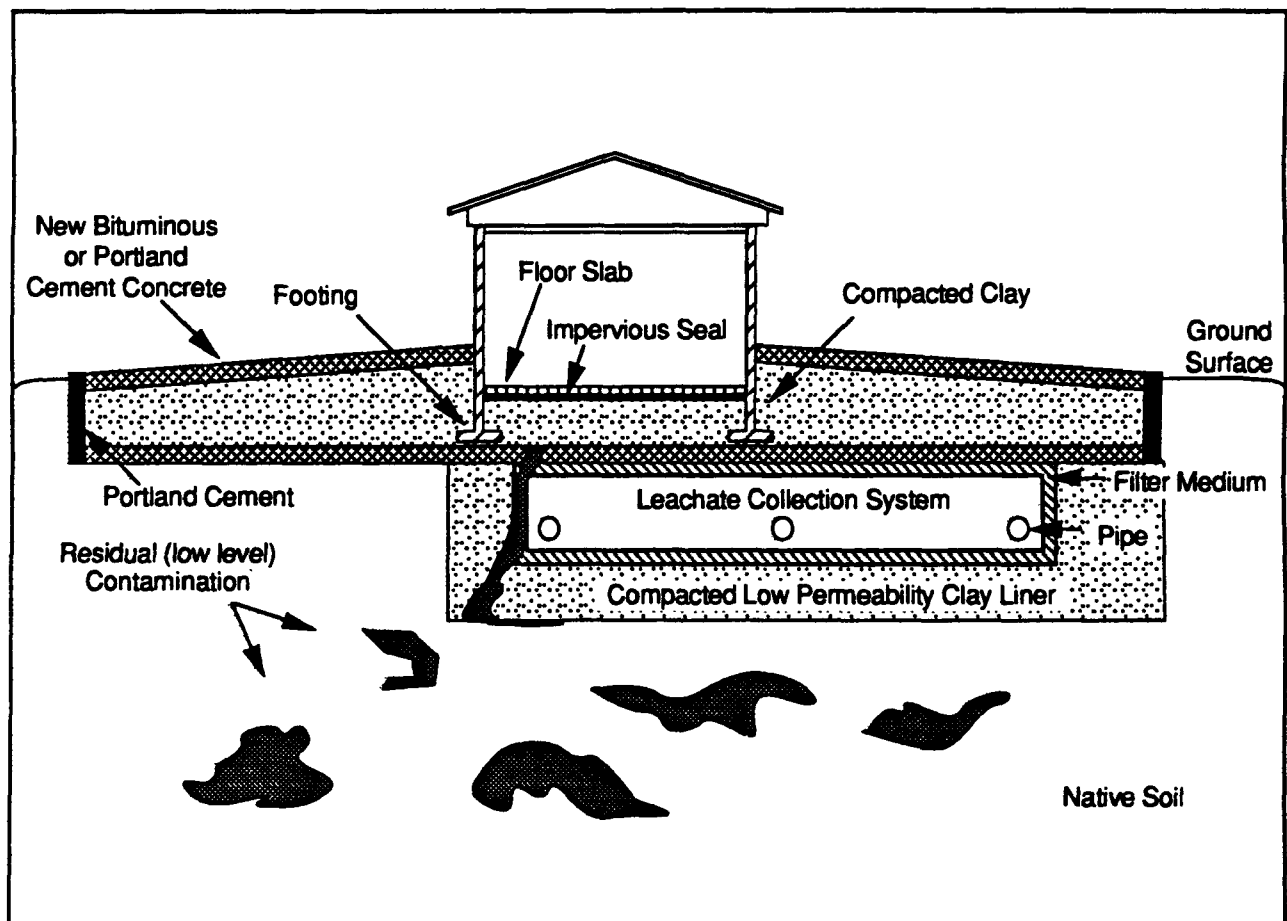 New Bituminous
or Portland
Cement Concrete
Footing
Floor Slab
Impervious Seal
Compacted Clay
Ground
Surface
Portland Cement
Leachate Collection System
Filter Medium
Pipe
Residual (low level)
Contamination
Compacted Low Permeability Clay Liner
Native Soil